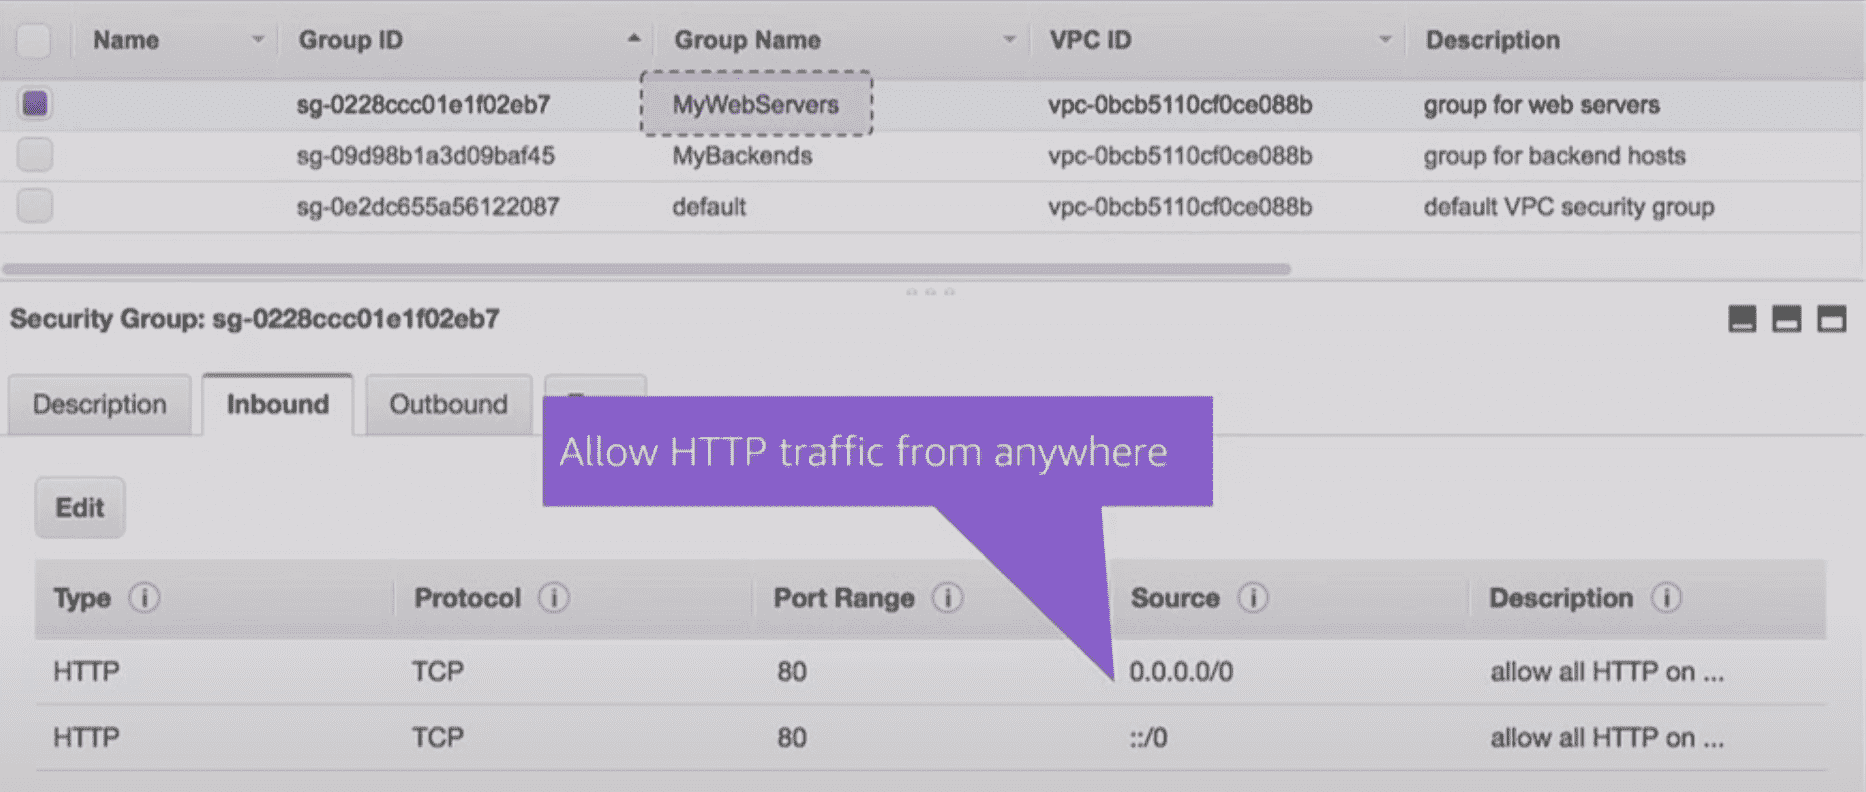 Name Group ID Group Name VPC ID Description
sg-0228ccc01e1f02eb7 MyWebServers vpc-0bcb5110cf0ce088b group for web servers
sg-09d98b1a3d09baf45 MyBackends vpc-0bcb5110cf0ce088b group for backend hosts
sg-0e2dc655a56122087 default vpc-0bcb5110cf0ce088b default VPC security group
Security Group: sg-0228ccc01e1f02eb7
Description Inbound Outbound
Allow HTTP traffic from anywhere
Edit
Type Protocol Port Range Source Description
HTTP TCP 80 0.0.0.0/0 allow all HTTP on ...
HTTP TCP 80 ::/0 allow all HTTP on ...